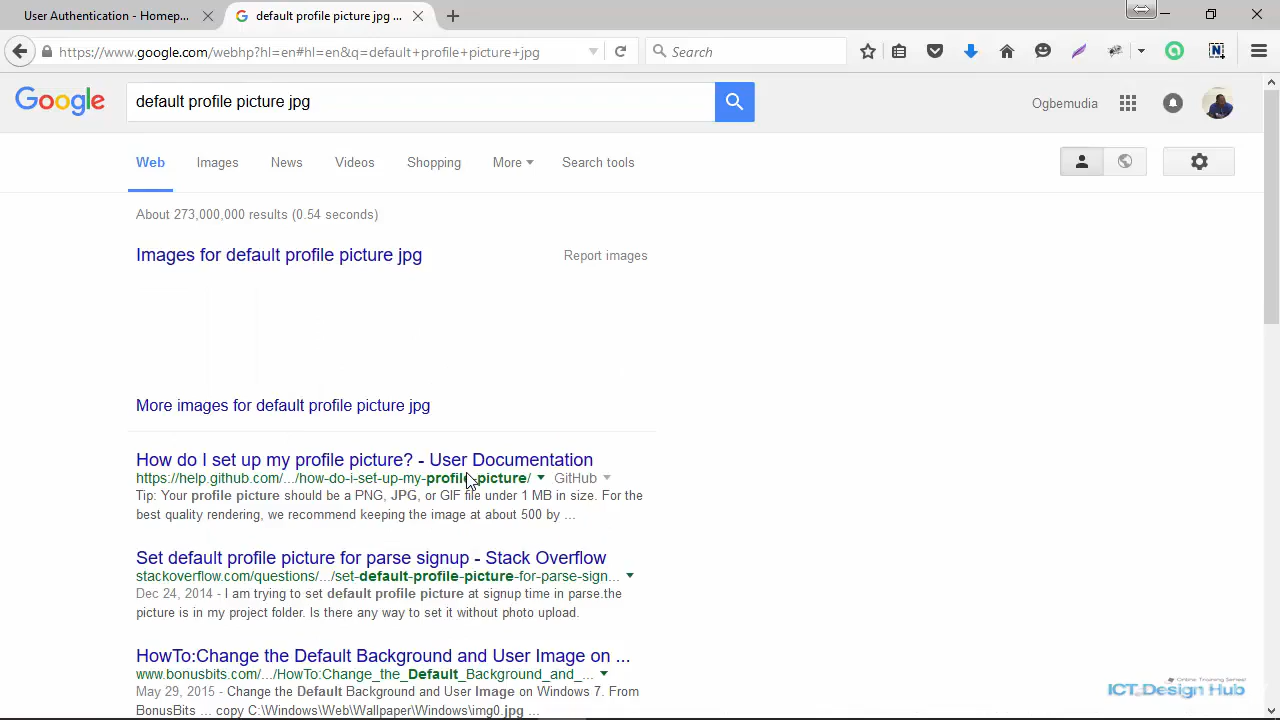 User Authentication - Homep...
default profile picture jpg ...
https://www.google.com/webhp?hl=en#hl=en&q=default+profile+picture+jpg
Search
Google
default profile picture jpg
Ogbemudia
Web
Images
News
Videos
Shopping
More
Search tools
About 273,000,000 results (0.54 seconds)
Images for default profile picture jpg
Report images
More images for default profile picture jpg
How do I set up my profile picture? - User Documentation
https://help.github.com/.../how-do-i-set-up-my-profile-picture/ GitHub
Tip: Your profile picture should be a PNG, JPG, or GIF file under 1 MB in size. For the
best quality rendering, we recommend keeping the image at about 500 by ...
Set default profile picture for parse signup - Stack Overflow
stackoverflow.com/questions/.../set-default-profile-picture-for-parse-sign...
Dec 24, 2014 - I am trying to set default profile picture at signup time in parse.the
picture is in my project folder. Is there any way to set it without photo upload.
HowTo:Change the Default Background and User Image on ...
www.bonusbits.com/.../HowTo:Change_the_Default_Background_and_...
May 29, 2015 - Change the Default Background and User Image on Windows 7. From
BonusBits ... copy C:\Windows\Web\Wallpaper\Windows\img0.jpg ...
Online Training Series!
ICT Design Hub